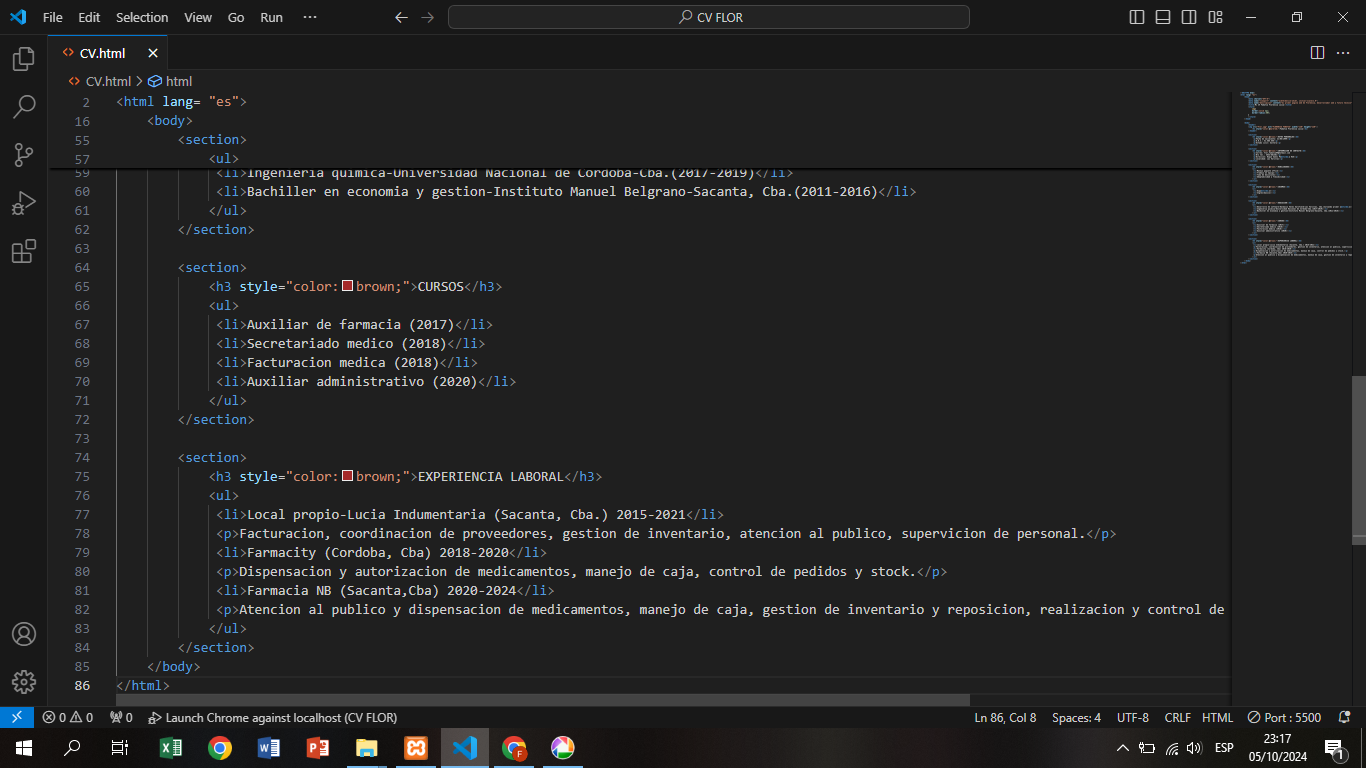 File Edit Selection View Go Run ···
CV FLOR
CV.html
CV.html > html
2 <html lang= "es">
16 <body>
55 <section>
57 <ul>
59 <li>Ingenieria quimica-Universidad Nacional de Cordoba-Cba.(2017-2019)</li>
60 <li>Bachiller en economia y gestion-Instituto Manuel Belgrano-Sacanta, Cba.(2011-2016)</li>
61 </ul>
62 </section>
63
64 <section>
65 <h3 style="color:brown;">CURSOS</h3>
66 <ul>
67 <li>Auxiliar de farmacia (2017)</li>
68 <li>Secretariado medico (2018)</li>
69 <li>Facturacion medica (2018)</li>
70 <li>Auxiliar administrativo (2020)</li>
71 </ul>
72 </section>
73
74 <section>
75 <h3 style="color:brown;">EXPERIENCIA LABORAL</h3>
76 <ul>
77 <li>Local propio-Lucia Indumentaria (Sacanta, Cba.) 2015-2021</li>
78 <p>Facturacion, coordinacion de proveedores, gestion de inventario, atencion al publico, supervicion de personal.</p>
79 <li>Farmacity (Cordoba, Cba) 2018-2020</li>
80 <p>Dispensacion y autorizacion de medicamentos, manejo de caja, control de pedidos y stock.</p>
81 <li>Farmacia NB (Sacanta,Cba) 2020-2024</li>
82 <p>Atencion al publico y dispensacion de medicamentos, manejo de caja, gestion de inventario y reposicion, realizacion y control de
83 </ul>
84 </section>
85 </body>
86 </html>
0 0 0 Launch Chrome against localhost (CV FLOR) Ln 86, Col 8 Spaces: 4 UTF-8 CRLF HTML Port : 5500
ESP
23:17
05/10/2024
1